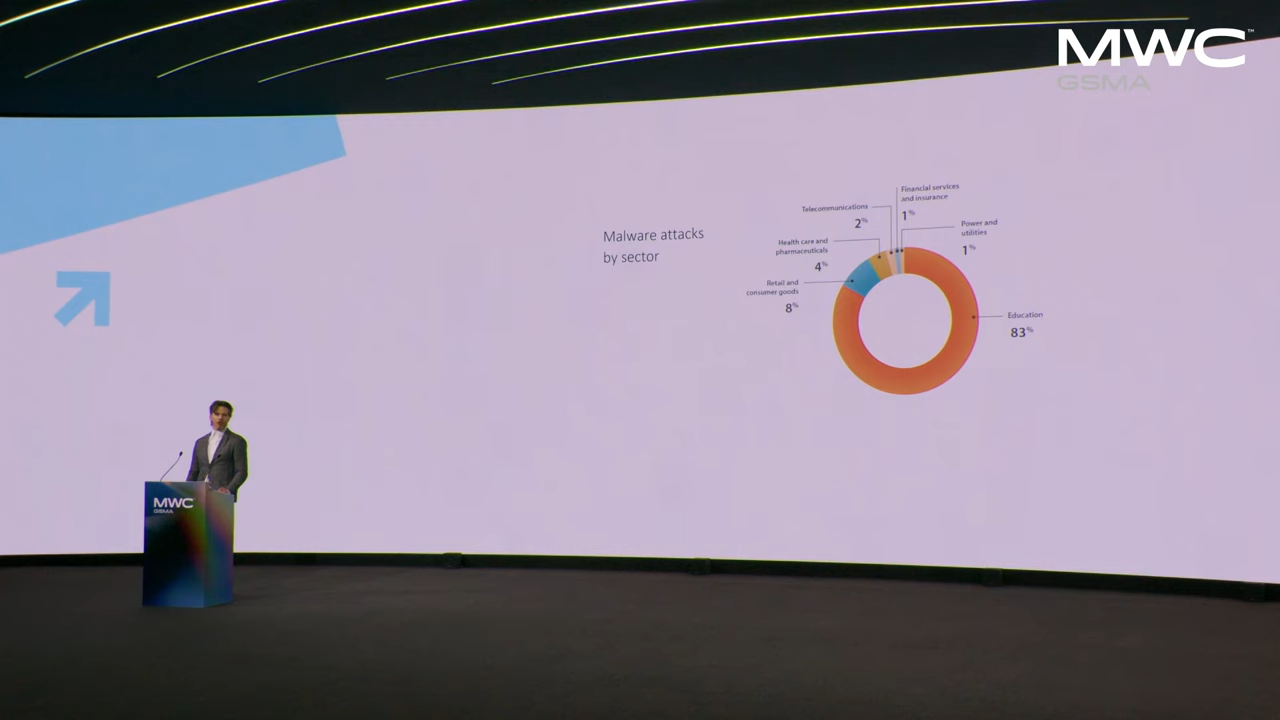 MWC™
GSMA
Malware attacks
by sector
Financial services
and insurance
1%
Telecommunications
2%
Power and
utilities
1%
Health care and
pharmaceuticals
4%
Retail and
consumer goods
8%
Education
83%
MWC
GSMA